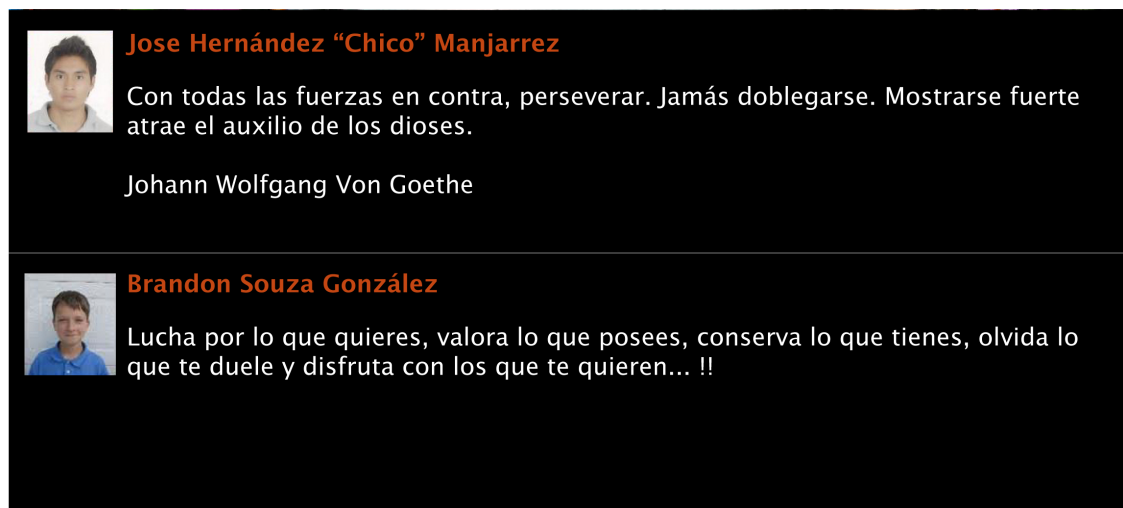 Jose Hernández “Chico” Manjarrez
Con todas las fuerzas en contra, perseverar. Jamás doblegarse. Mostrarse fuerte
atrae el auxilio de los dioses.
Johann Wolfgang Von Goethe
Brandon Souza González
Lucha por lo que quieres, valora lo que posees, conserva lo que tienes, olvida lo
que te duele y disfruta con los que te quieren... !!